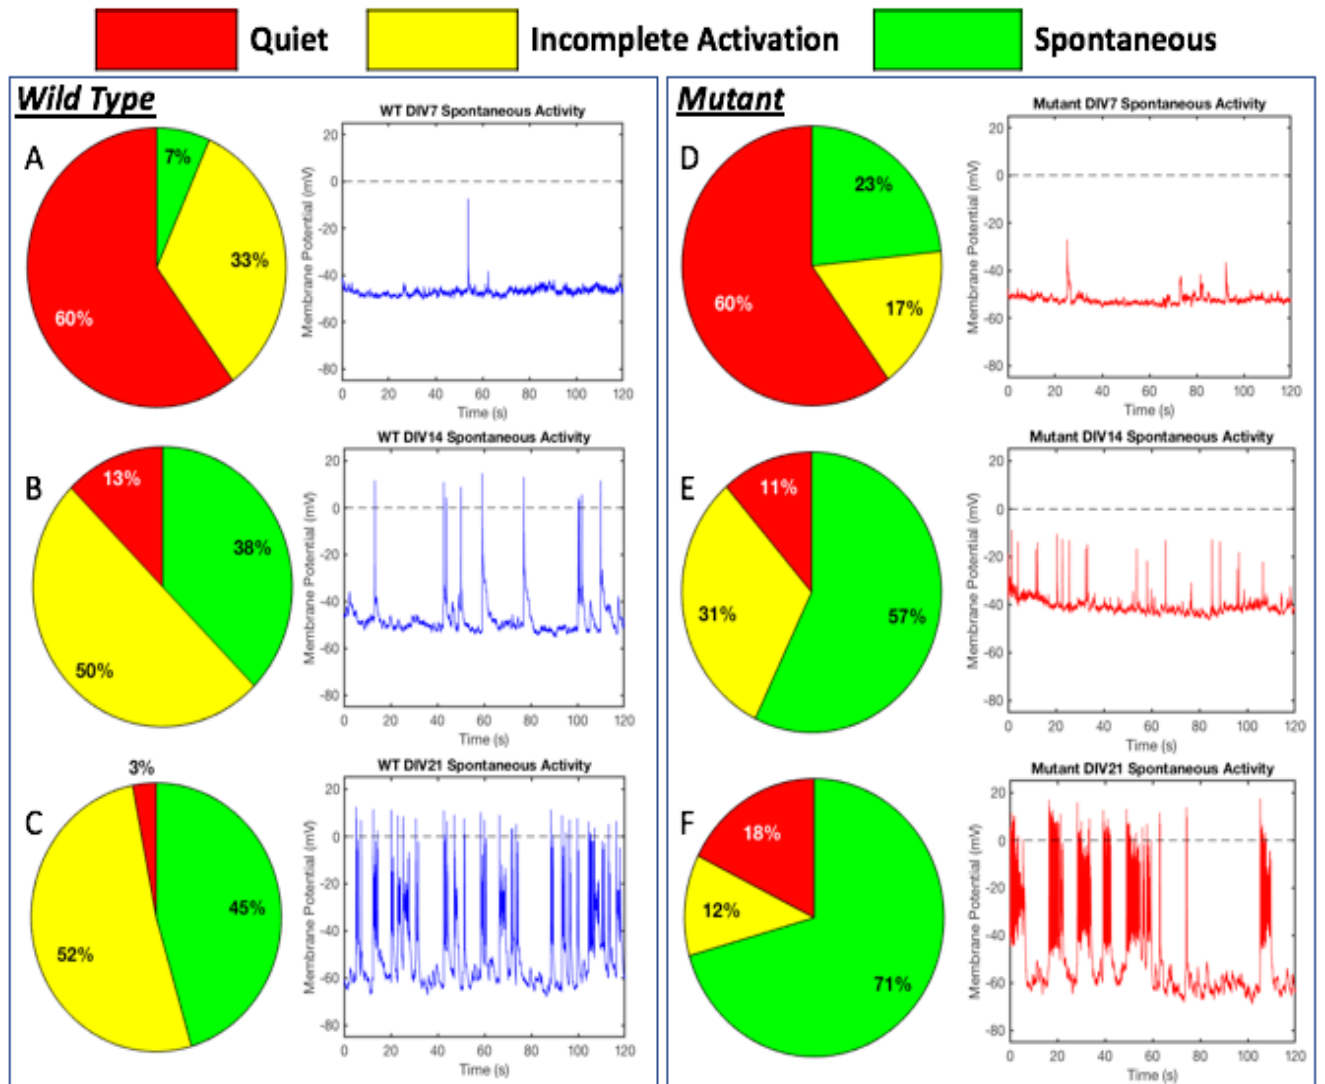 Quiet
Incomplete Activation
Spontaneous
Wild Type
A
7%
33%
60%
WT DIV7 Spontaneous Activity
Membrane Potential (mV)
20
0
-20
-40
-60
-80
0 20 40 60 80 100 120
Time (s)
B
13%
38%
50%
WT DIV14 Spontaneous Activity
Membrane Potential (mV)
20
0
-20
-40
-60
-80
0 20 40 60 80 100 120
Time (s)
C
3%
45%
52%
WT DIV21 Spontaneous Activity
Membrane Potential (mV)
20
0
-20
-40
-60
-80
0 20 40 60 80 100 120
Time (s)
Mutant
D
23%
17%
60%
Mutant DIV7 Spontaneous Activity
Membrane Potential (mV)
20
0
-20
-40
-60
-80
0 20 40 60 80 100 120
Time (s)
E
11%
31%
57%
Mutant DIV14 Spontaneous Activity
Membrane Potential (mV)
20
0
-20
-40
-60
-80
0 20 40 60 80 100 120
Time (s)
F
18%
12%
71%
Mutant DIV21 Spontaneous Activity
Membrane Potential (mV)
20
0
-20
-40
-60
-80
0 20 40 60 80 100 120
Time (s)